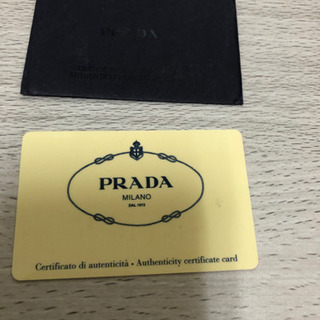 PRADA
PRADA
MILANO
DAL 1913
Certificato di autenticità - Authenticity certificate card